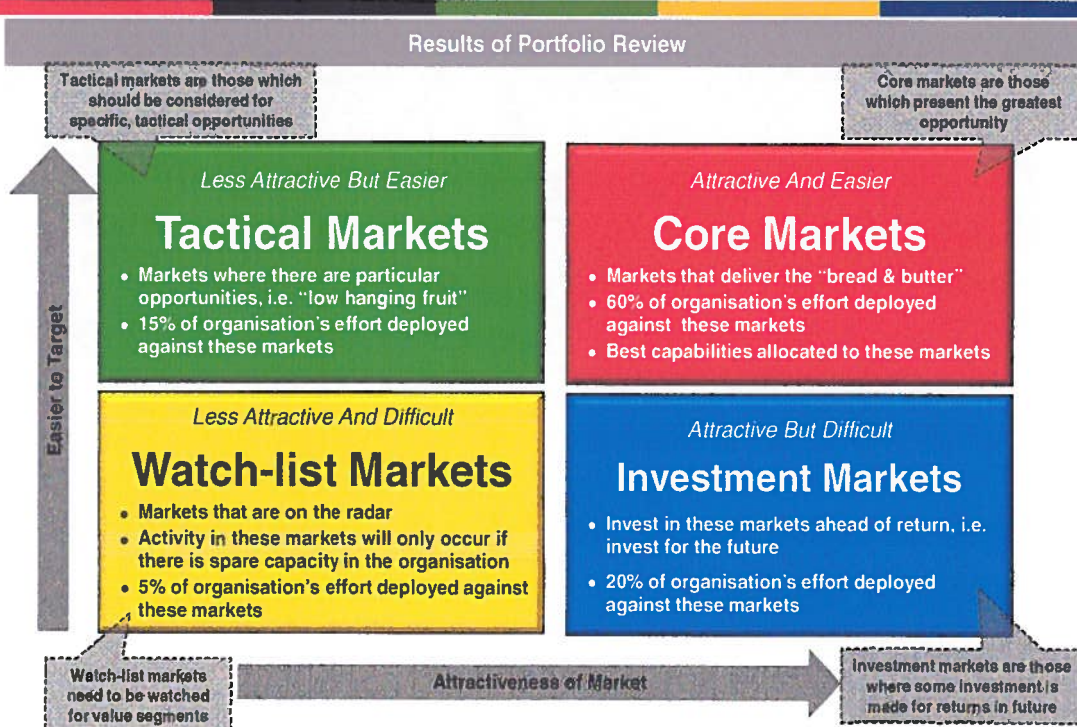 Results of Portfolio Review
Tactical markets are those which
should be considered for
specific, tactical opportunities
Core markets are those
which present the greatest
opportunity
Less Attractive But Easier
Tactical Markets
• Markets where there are particular
opportunities, i.e. "low hanging fruit"
• 15% of organisation's effort deployed
against these markets
Attractive And Easier
Core Markets
• Markets that deliver the "bread & butter"
• 60% of organisation's effort deployed
against these markets
• Best capabilities allocated to these markets
Easier to Target
Less Attractive And Difficult
Watch-list Markets
• Markets that are on the radar
• Activity in these markets will only occur if
there is spare capacity in the organisation
• 5% of organisation's effort deployed against
these markets
Attractive But Difficult
Investment Markets
• Invest in these markets ahead of return, i.e.
invest for the future
• 20% of organisation's effort deployed
against these markets
Watch-list markets
need to be watched
for value segments
Attractiveness of Market
Investment markets are those
where some investment is
made for returns in future